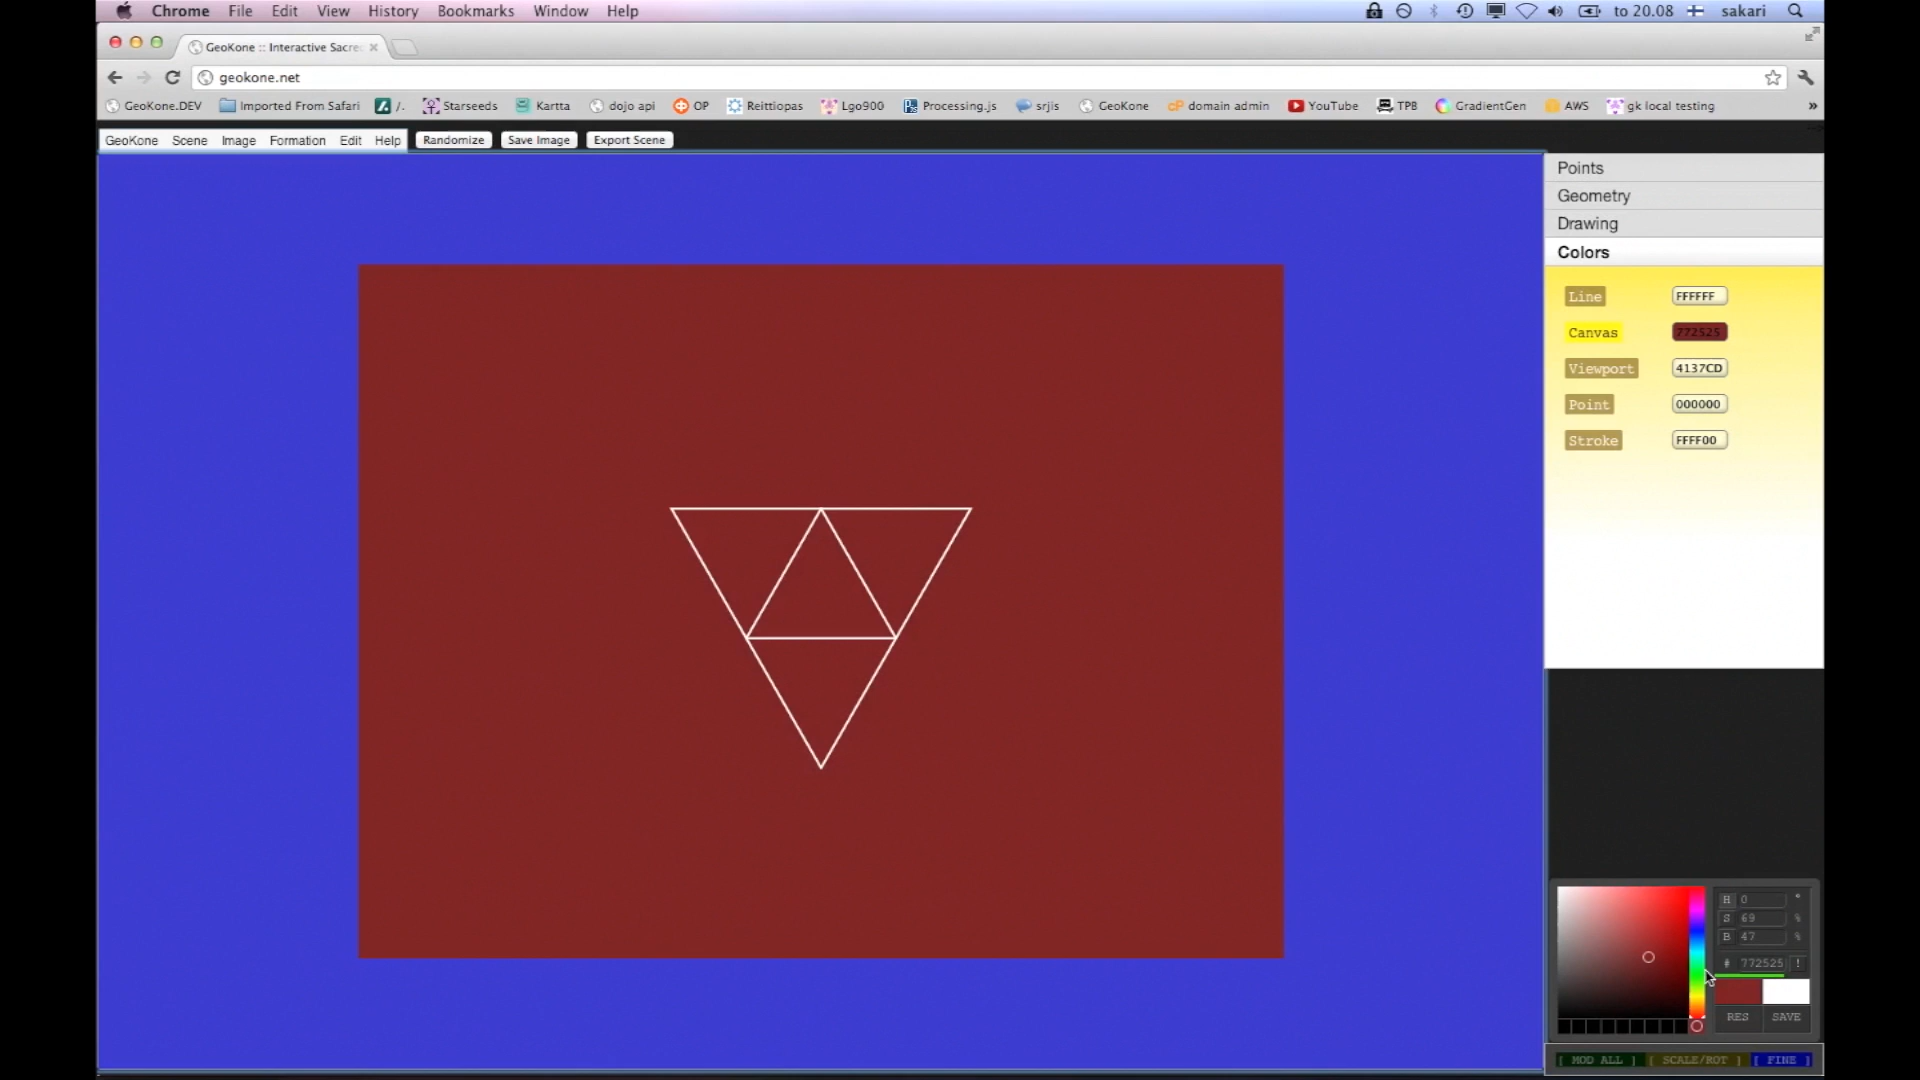 Chrome File Edit View History Bookmarks Window Help to 20.08 sakari
GeoKone :: Interactive Sacre
geokone.net
GeoKone.DEV Imported From Safari /. Starseeds Kartta dojo api OP Reittiopas Lgo900 Processing.js srjls GeoKone domain admin YouTube TPB GradientGen AWS gk local testing »
GeoKone Scene Image Formation Edit Help Randomize Save Image Export Scene
Points
Geometry
Drawing
Colors
Line FFFFFF
Canvas 772525
Viewport 4137CD
Point 000000
Stroke FFFF00
H 0 °
S 69 %
B 47 %
# 772525 !
RES SAVE
[ MOD ALL ] [ SCALE/ROT ] [ FINE ]